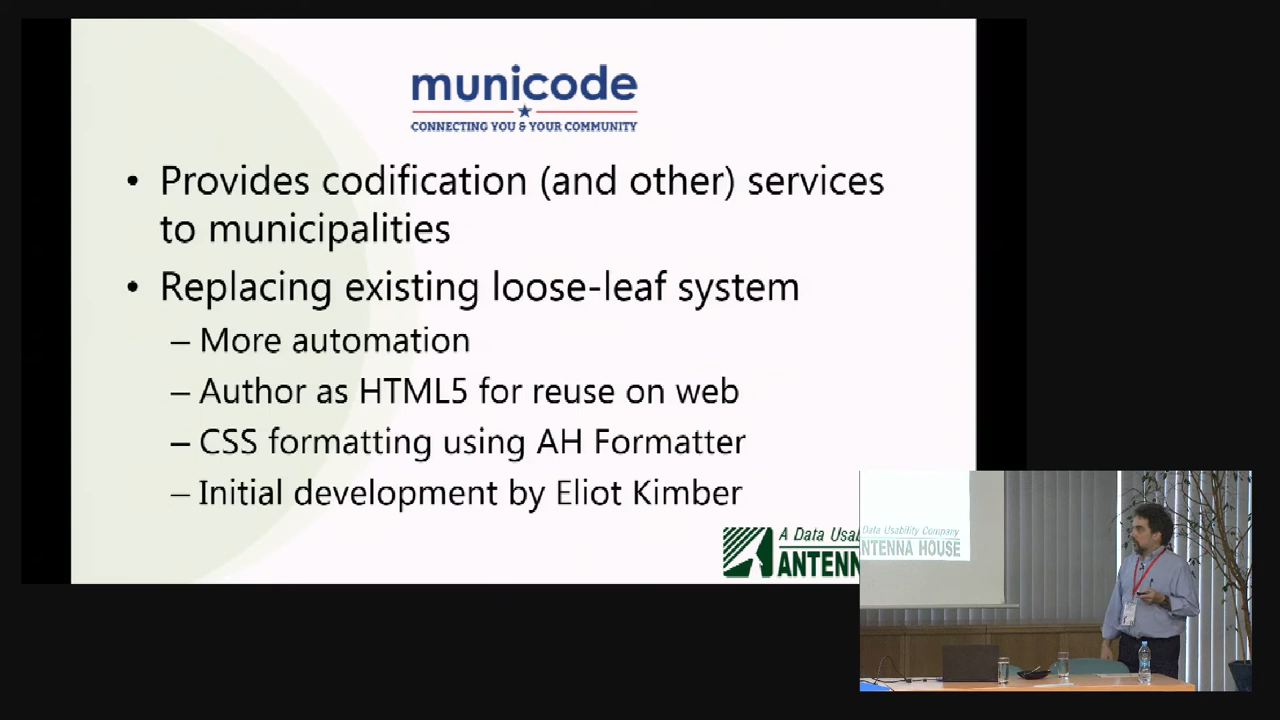 municode
CONNECTING YOU & YOUR COMMUNITY
• Provides codification (and other) services
to municipalities
• Replacing existing loose-leaf system
– More automation
– Author as HTML5 for reuse on web
– CSS formatting using AH Formatter
– Initial development by Eliot Kimber
A Data Usab
ANTENN
Data Usability Company
NTENNA HOUSE